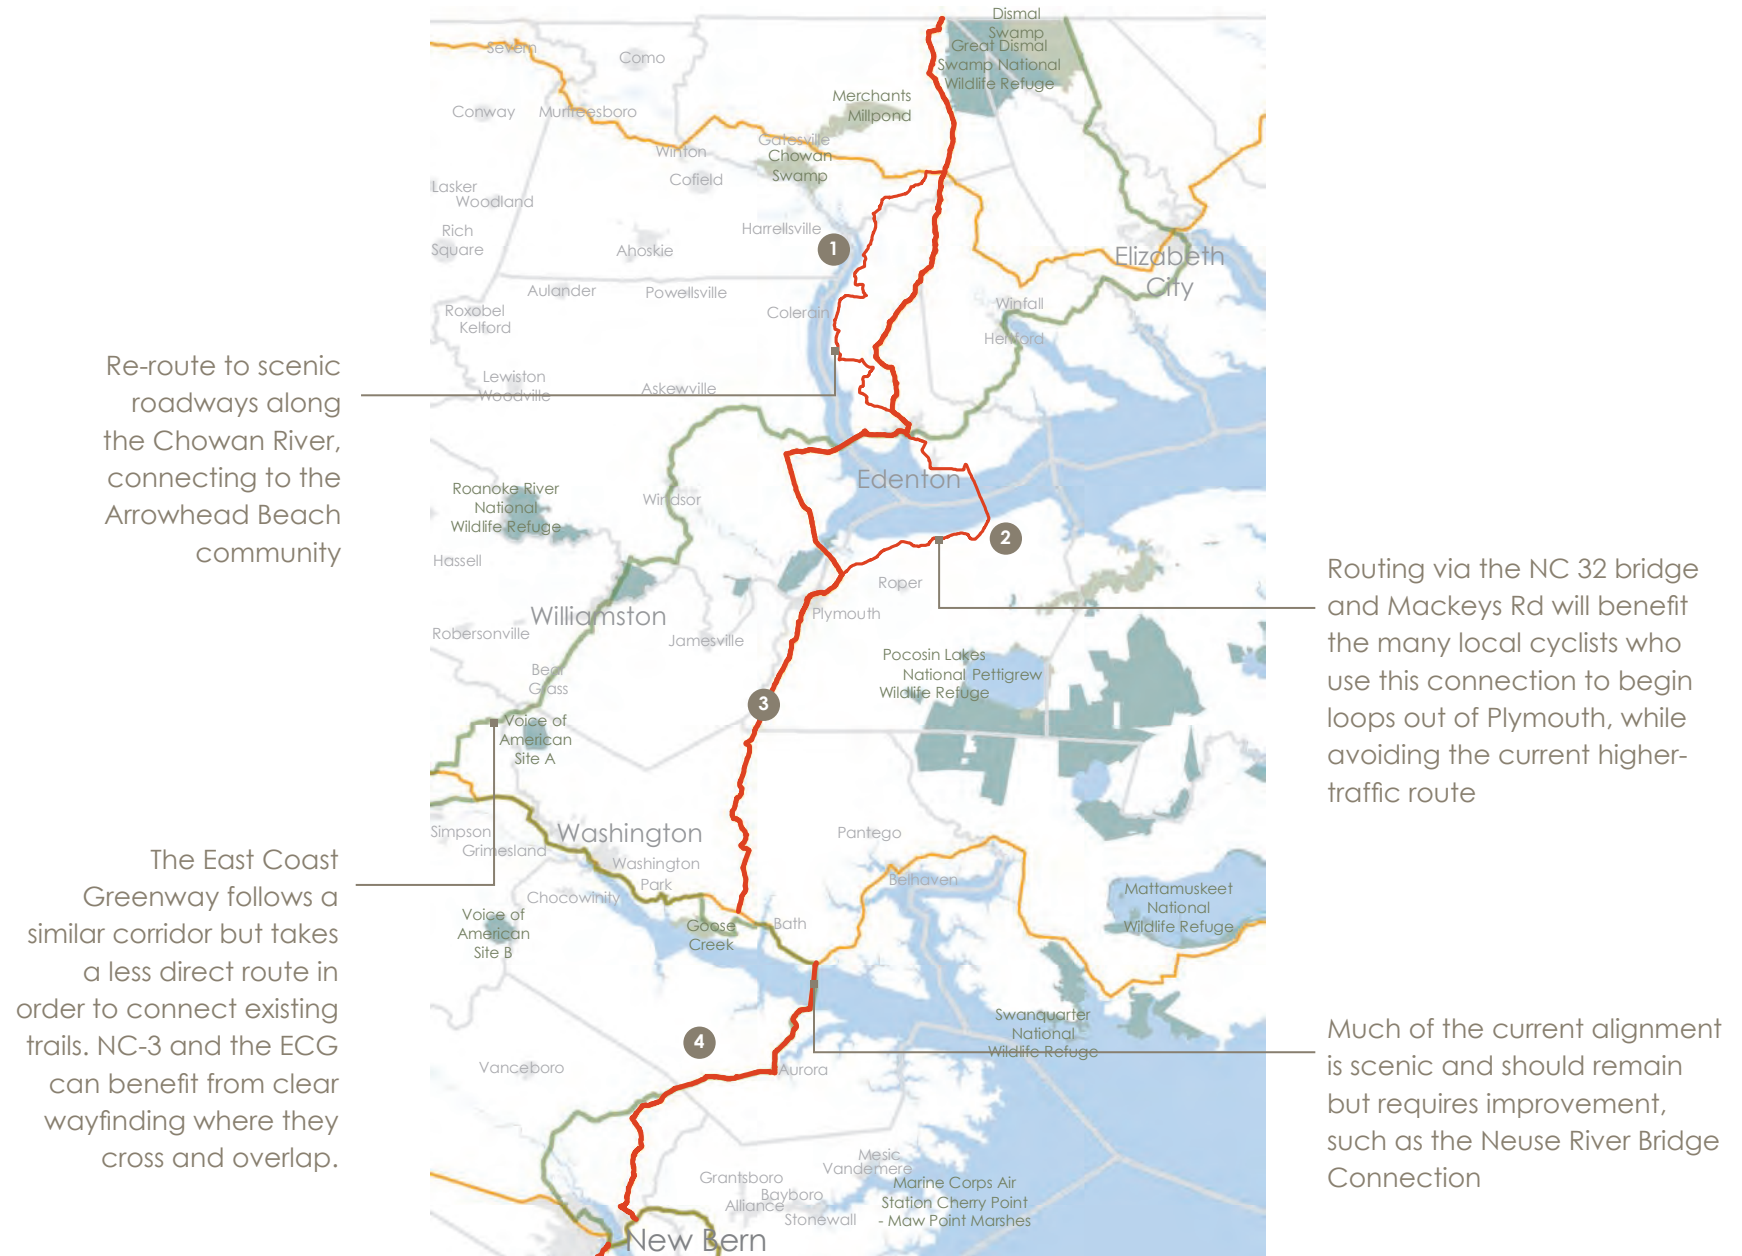 Dismal
Swamp
Great Dismal
Swamp National
Wildlife Refuge
Severn
Como
Merchants
Millpond
Conway
Murfreesboro
Gatesville
Winton
Chowan
Swamp
Cofield
Lasker
Woodland
Harrellsville
Rich
Square
Ahoskie
1
Elizabeth
City
Aulander
Powellsville
Winfall
Roxobel
Kelford
Colerain
Hertford
Re-route to scenic
roadways along
the Chowan River,
connecting to the
Arrowhead Beach
community
Lewiston
Woodville
Askewville
Edenton
Roanoke River
National
Wildlife Refuge
Windsor
2
Hassell
Roper
Williamston
Plymouth
Robersonville
Jamesville
Routing via the NC 32 bridge
and Mackeys Rd will benefit
the many local cyclists who
use this connection to begin
loops out of Plymouth, while
avoiding the current higher-
traffic route
Bear
Grass
Pocosin Lakes
National
Wildlife Refuge
Pettigrew
3
Voice of
American
Site A
Simpson
Grimesland
Washington
Pantego
Washington
Park
Belhaven
Chocowinity
Mattamuskeet
National
Wildlife Refuge
The East Coast
Greenway follows a
similar corridor but takes
a less direct route in
order to connect existing
trails. NC-3 and the ECG
can benefit from clear
wayfinding where they
cross and overlap.
Voice of
American
Site B
Goose
Creek
Bath
Swanquarter
National
Wildlife Refuge
4
Vanceboro
Aurora
Much of the current alignment
is scenic and should remain
but requires improvement,
such as the Neuse River Bridge
Connection
Mesic
Vandemere
Grantsboro
Bayboro
Alliance
Stonewall
Marine Corps Air
Station Cherry Point
- Maw Point Marshes
New Bern